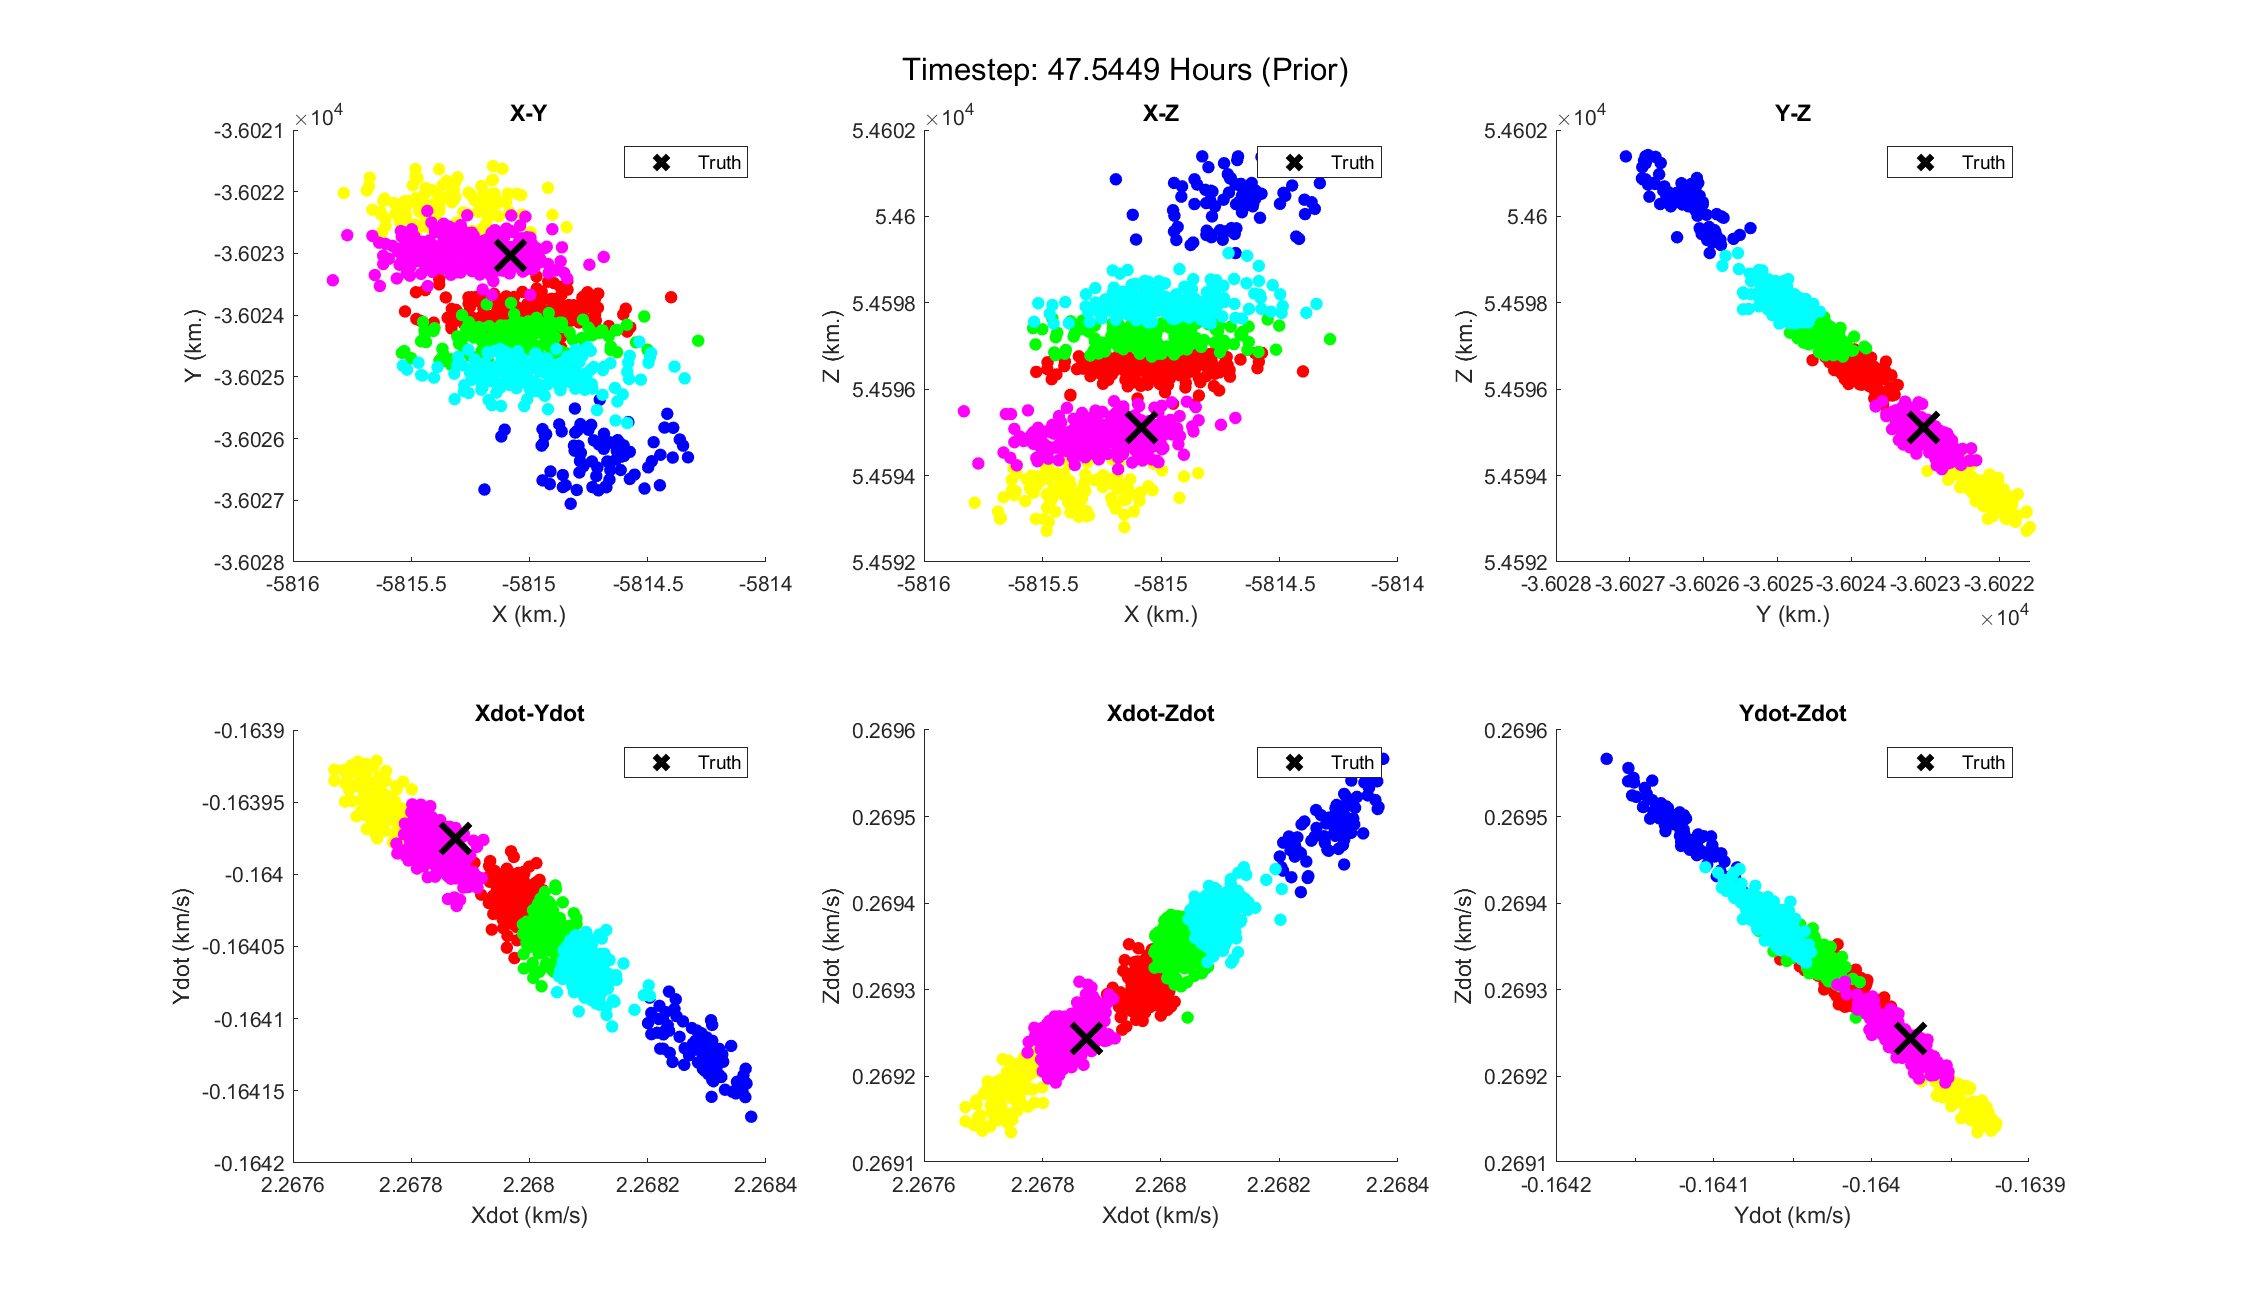 Timestep: 47.5449 Hours (Prior)
×10^4
X-Y
-3.6021
-3.6022
-3.6023
-3.6024
-3.6025
-3.6026
-3.6027
-3.6028
Y (km.)
Truth
-5816 -5815.5 -5815 -5814.5 -5814
X (km.)
×10^4
X-Z
5.4602
5.46
5.4598
5.4596
5.4594
5.4592
Z (km.)
Truth
-5816 -5815.5 -5815 -5814.5 -5814
X (km.)
×10^4
Y-Z
5.4602
5.46
5.4598
5.4596
5.4594
5.4592
Z (km.)
Truth
-3.6028 -3.6027 -3.6026 -3.6025 -3.6024 -3.6023 -3.6022
Y (km.)
×10^4
Xdot-Ydot
-0.1639
-0.16395
-0.164
-0.16405
-0.1641
-0.16415
-0.1642
Ydot (km/s)
Truth
2.2676 2.2678 2.268 2.2682 2.2684
Xdot (km/s)
Xdot-Zdot
0.2696
0.2695
0.2694
0.2693
0.2692
0.2691
Zdot (km/s)
Truth
2.2676 2.2678 2.268 2.2682 2.2684
Xdot (km/s)
Ydot-Zdot
0.2696
0.2695
0.2694
0.2693
0.2692
0.2691
Zdot (km/s)
Truth
-0.1642 -0.1641 -0.164 -0.1639
Ydot (km/s)